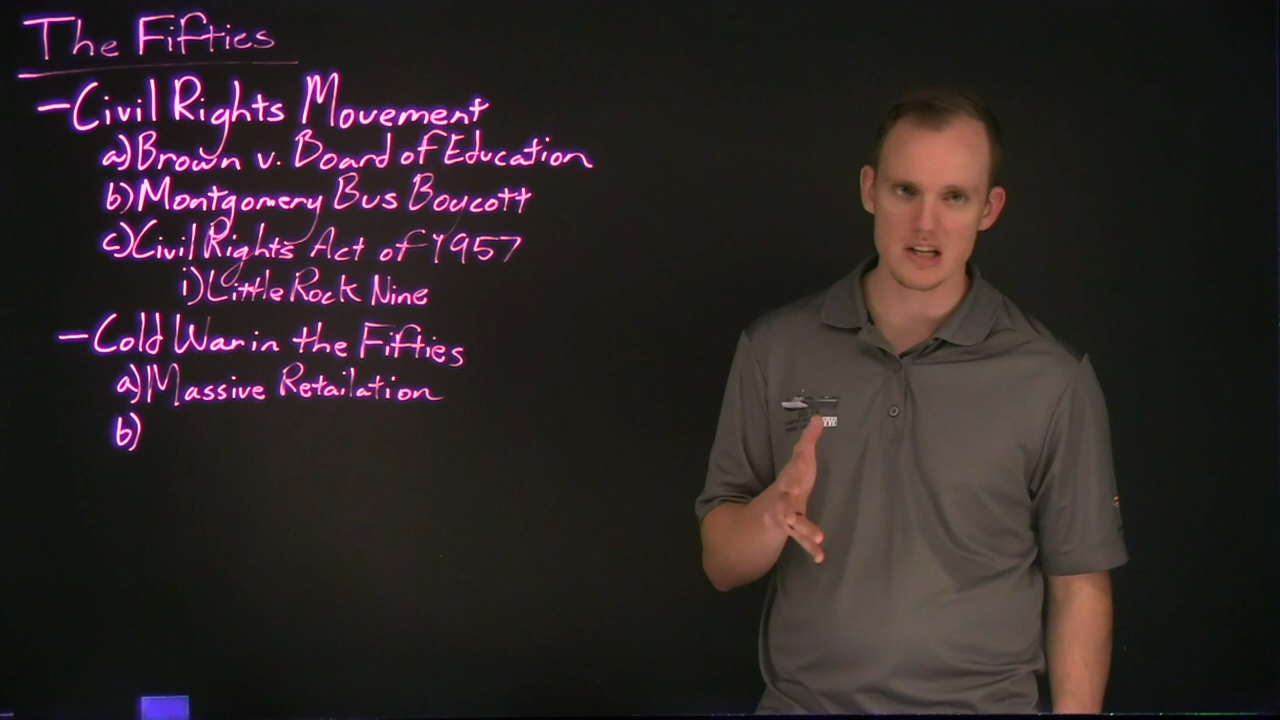 The Fifties
- Civil Rights Movement
a) Brown v. Board of Education
b) Montgomery Bus Boycott
c) Civil Rights Act of 1957
i) Little Rock Nine
- Cold War in the Fifties
a) Massive Retailation
b)